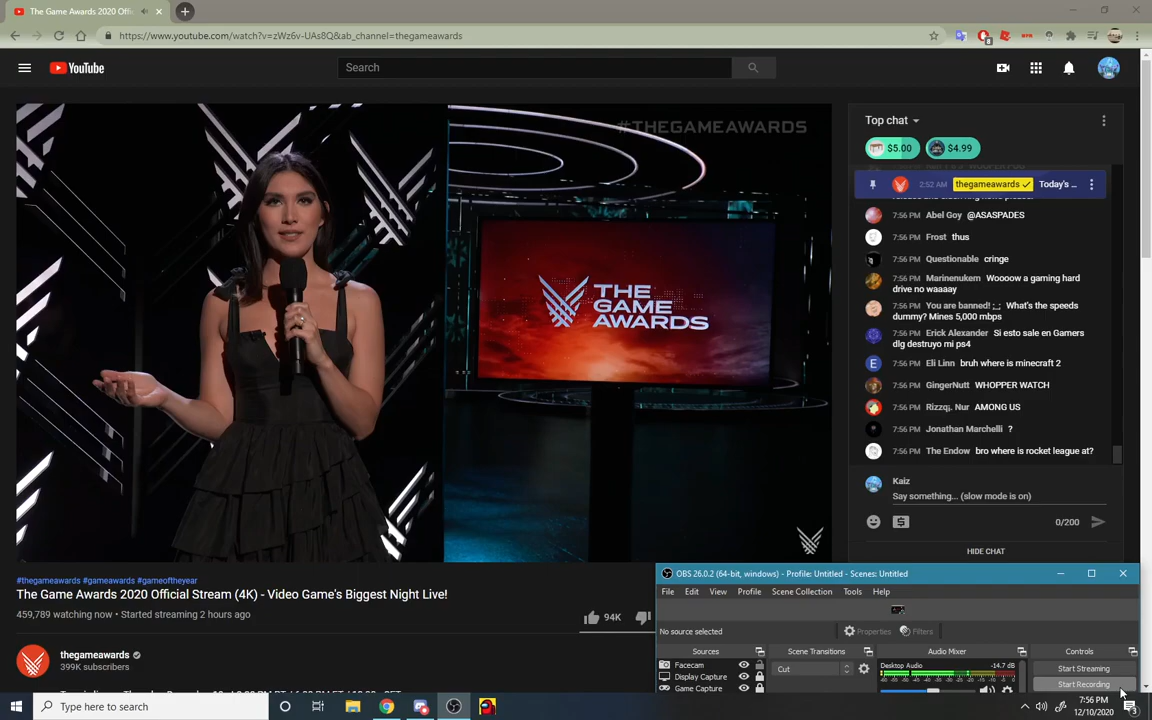 The Game Awards 2020 Offi
https://www.youtube.com/watch?v=zWz6v-UAs8Q&ab_channel=thegameawards
8
YouTube
Search
#THEGAMEAWARDS
THE
GAME
AWARDS
Top chat
$5.00 $4.99
2:52 AM thegameawards Today's ...
7:56 PM Abel Goy @ASASPADES
7:56 PM Frost thus
7:56 PM Questionable cringe
7:56 PM Marinenukem Woooow a gaming hard
drive no waaaay
7:56 PM You are banned! ;_; What's the speeds
dummy? Mines 5,000 mbps
7:56 PM Erick Alexander Si esto sale en Gamers
dlg destruyo mi ps4
E 7:56 PM Eli Linn bruh where is minecraft 2
7:56 PM GingerNutt WHOPPER WATCH
7:56 PM Rizzq¡. Nur AMONG US
7:56 PM Jonathan Marchelli ?
7:56 PM The Endow bro where is rocket league at?
Kaiz
Say something... (slow mode is on)
0/200
HIDE CHAT
#thegameawards #gameawards #gameoftheyear
The Game Awards 2020 Official Stream (4K) - Video Game's Biggest Night Live!
459,789 watching now • Started streaming 2 hours ago
94K
thegameawards
399K subscribers
OBS 26.0.2 (64-bit, windows) - Profile: Untitled - Scenes: Untitled
File Edit View Profile Scene Collection Tools Help
No source selected
Properties Filters
Sources Scene Transitions Audio Mixer Controls
Facecam
Display Capture
Game Capture
Cut
Desktop Audio -14.7 dB
Start Streaming
Start Recording
Type here to search
7:56 PM
12/10/2020
3